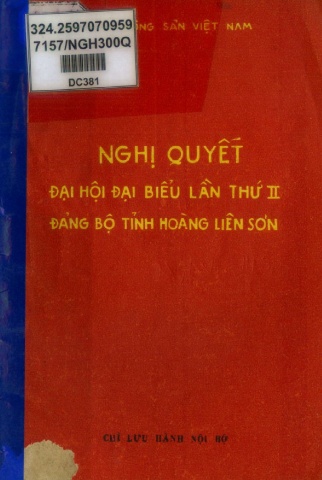 324.2597070959
7157/NGH300Q
DC381
SẢN VIỆT NAM
NGHỊ QUYẾT
ĐẠI HỘI ĐẠI BIỂU LẦN THỨ II
ĐẢNG BỘ TỈNH HOÀNG LIÊN SƠN
CHỈ LƯU HÀNH NỘI BỘ